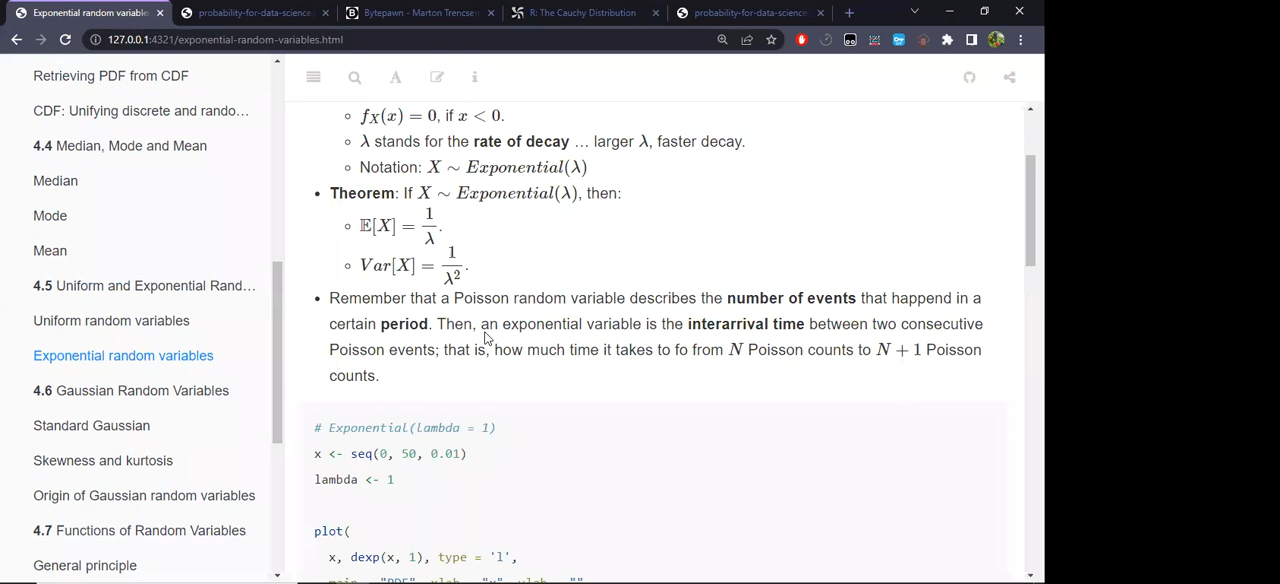 Exponential random variable
probability-for-data-science
Bytepawn - Marton Trencse
R: The Cauchy Distribution
probability-for-data-science
127.0.0.1:4321/exponential-random-variables.html
Retrieving PDF from CDF
CDF: Unifying discrete and rando…
4.4 Median, Mode and Mean
Median
Mode
Mean
4.5 Uniform and Exponential Rand…
Uniform random variables
Exponential random variables
4.6 Gaussian Random Variables
Standard Gaussian
Skewness and kurtosis
Origin of Gaussian random variables
4.7 Functions of Random Variables
General principle
f_X(x) = 0, if x < 0.
λ stands for the rate of decay … larger λ, faster decay.
Notation: X ∼ Exponential(λ)
Theorem: If X ∼ Exponential(λ), then:
𝔼[X] = 1/λ.
Var[X] = 1/λ².
Remember that a Poisson random variable describes the number of events that happend in a
certain period. Then, an exponential variable is the interarrival time between two consecutive
Poisson events; that is, how much time it takes to fo from N Poisson counts to N + 1 Poisson
counts.
# Exponential(lambda = 1)
x <- seq(0, 50, 0.01)
lambda <- 1
plot(
x, dexp(x, 1), type = 'l',
main = "PDF", xlab = "x", ylab = ""